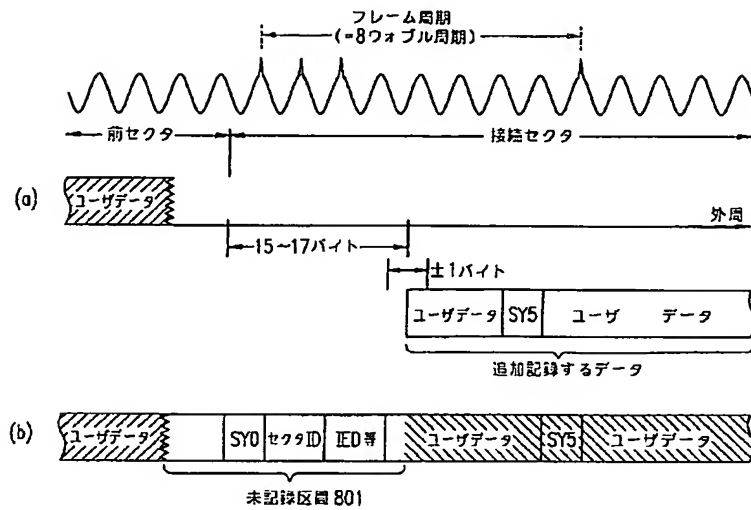 フレーム周期
(=8ウォブル周期)
前セクタ
接続セクタ
(a)
ユーザデータ
外周
15~17バイト
±1バイト
ユーザデータ
SY5
ユーザ データ
追加記録するデータ
(b)
ユーザデータ
SY0
セクタID
IED等
ユーザデータ
SY5
ユーザデータ
未記録区間801